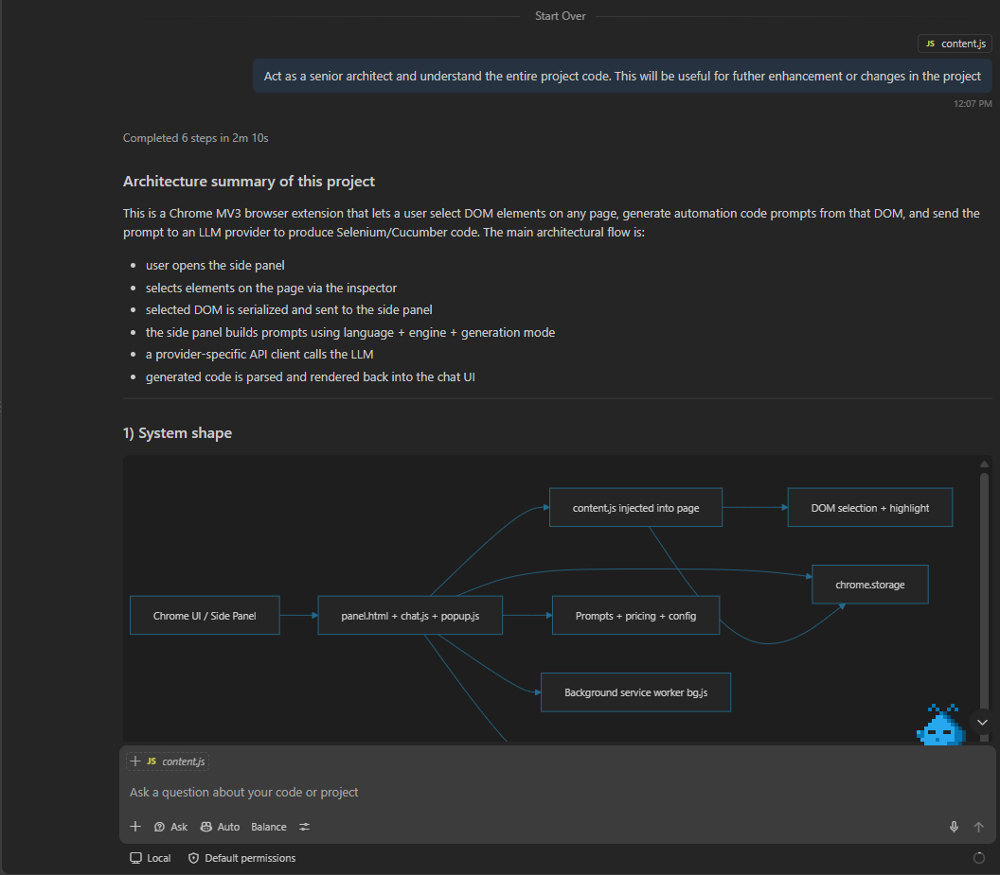 Start Over
JS content.js
Act as a senior architect and understand the entire project code. This will be useful for futher enhancement or changes in the project
12:07 PM
Completed 6 steps in 2m 10s
Architecture summary of this project
This is a Chrome MV3 browser extension that lets a user select DOM elements on any page, generate automation code prompts from that DOM, and send the
prompt to an LLM provider to produce Selenium/Cucumber code. The main architectural flow is:
• user opens the side panel
• selects elements on the page via the inspector
• selected DOM is serialized and sent to the side panel
• the side panel builds prompts using language + engine + generation mode
• a provider-specific API client calls the LLM
• generated code is parsed and rendered back into the chat UI
1) System shape
content.js injected into page
DOM selection + highlight
chrome.storage
Chrome UI / Side Panel
panel.html + chat.js + popup.js
Prompts + pricing + config
Background service worker bg.js
JS content.js
Ask a question about your code or project
Ask Auto Balance
Local Default permissions